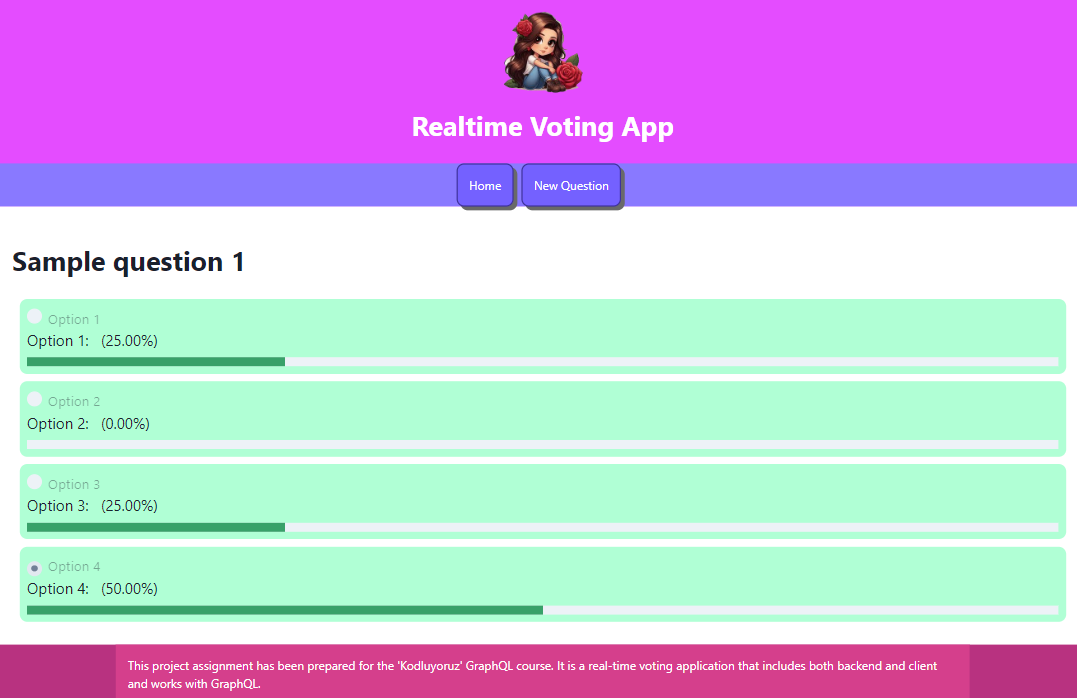 Realtime Voting App
Home
New Question
Sample question 1
Option 1
Option 1: (25.00%)
Option 2
Option 2: (0.00%)
Option 3
Option 3: (25.00%)
Option 4
Option 4: (50.00%)
This project assignment has been prepared for the 'Kodluyoruz' GraphQL course. It is a real-time voting application that includes both backend and client
and works with GraphQL.